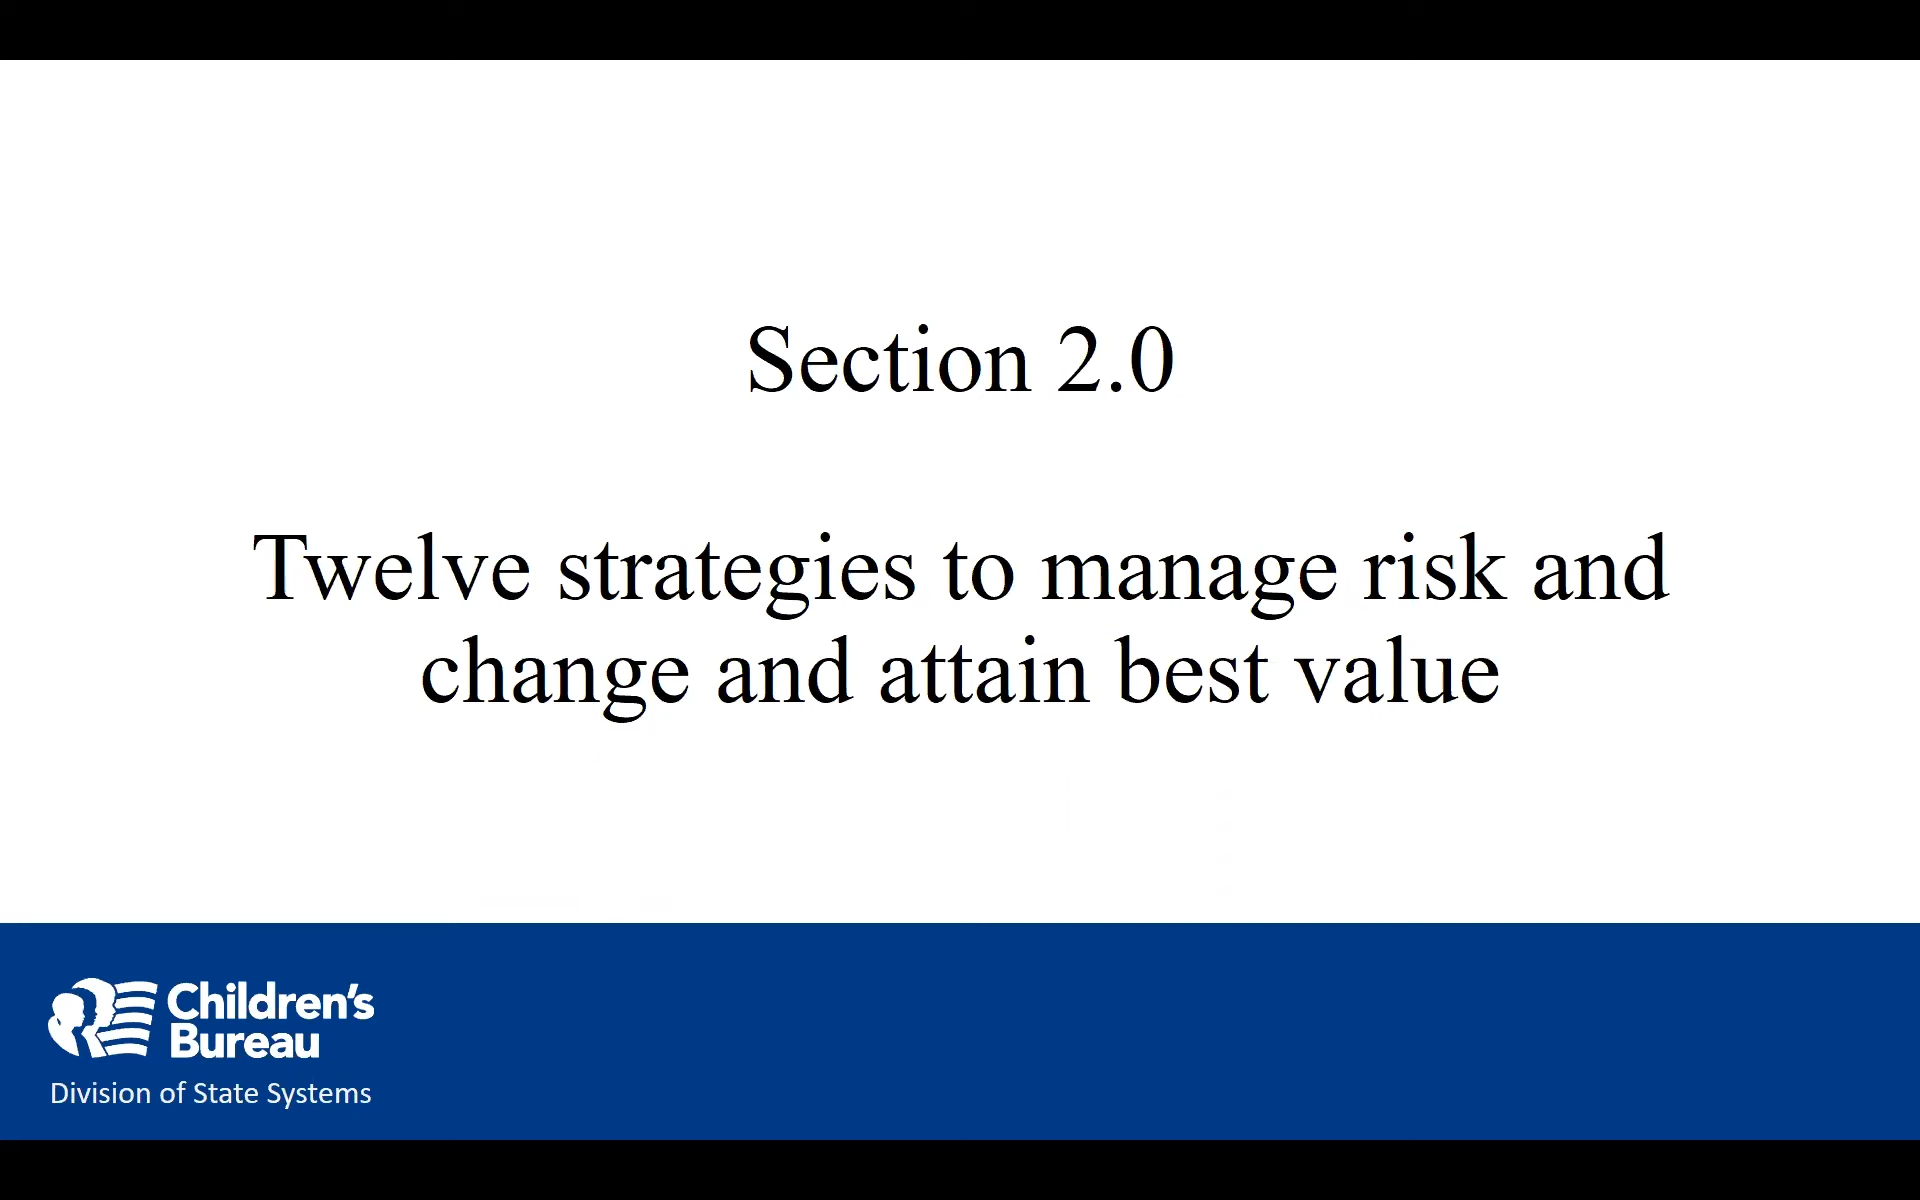 Section 2.0
Twelve strategies to manage risk and
change and attain best value
Children's
Bureau
Division of State Systems